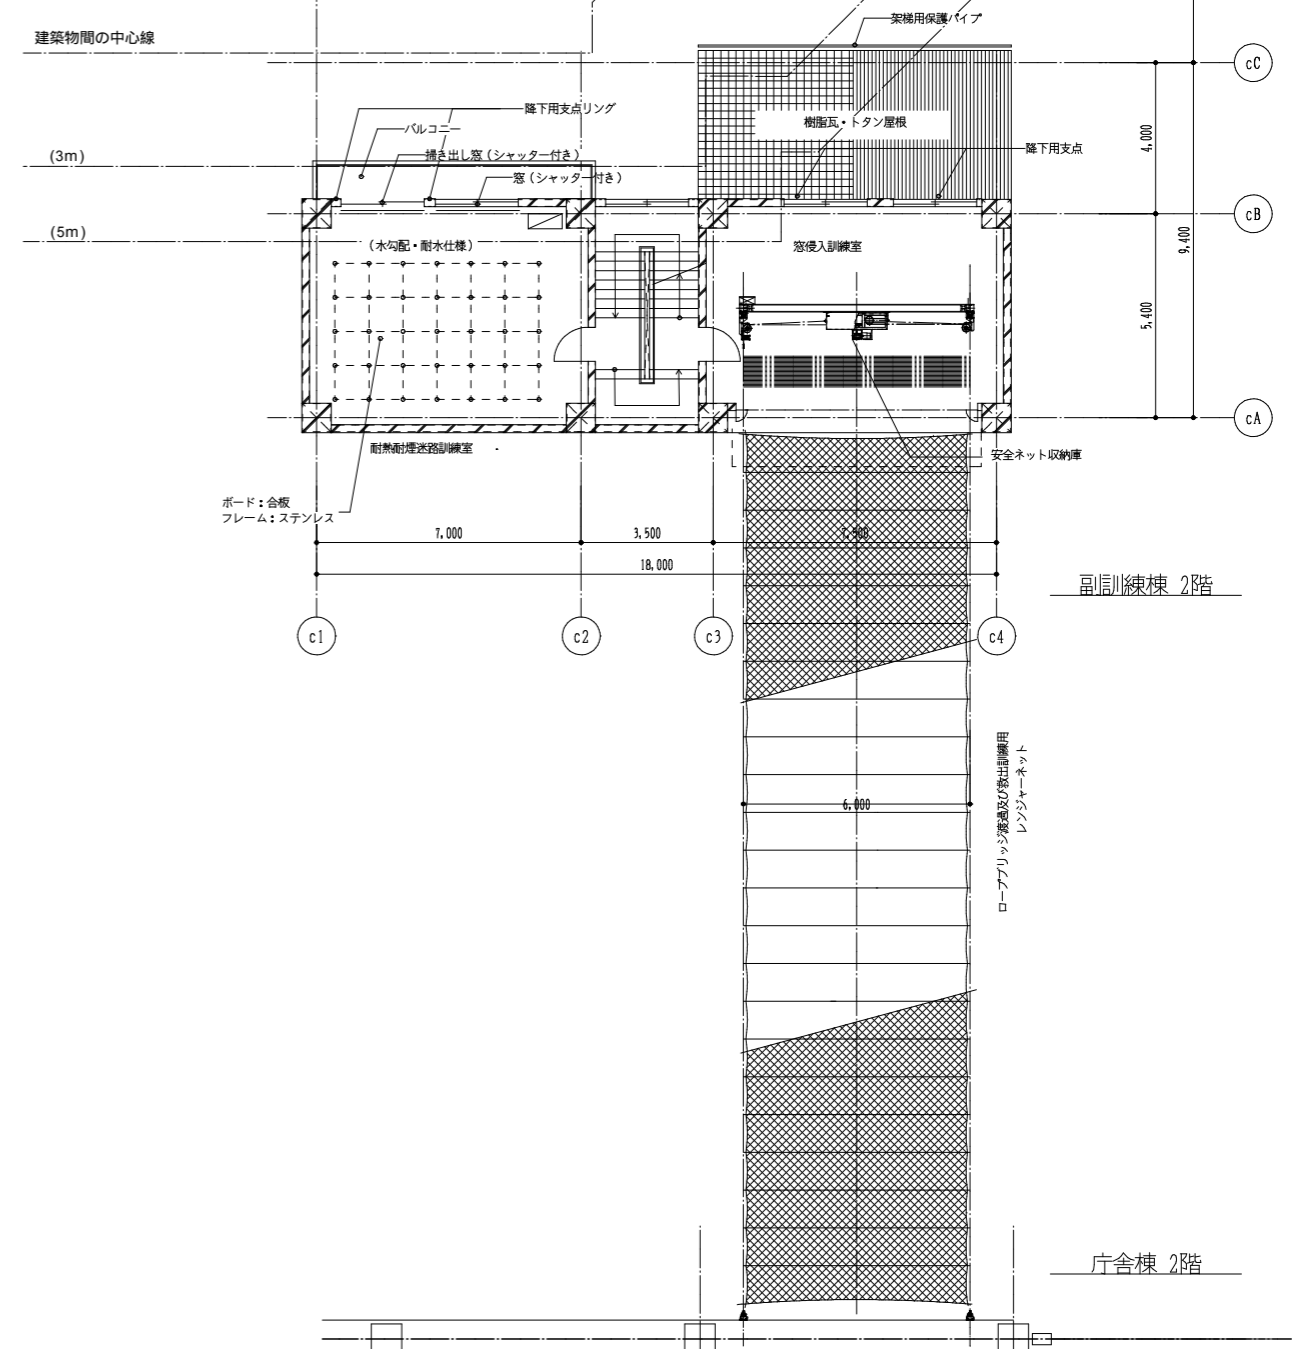 架梯用保護パイプ
建築物間の中心線
cC
降下用支点リング
バルコニー
樹脂瓦・トタン屋根
4,000
(3m)
掃き出し窓(シャッター付き)
降下用支点
窓(シャッター付き)
cB
(5m)
(水勾配・耐水仕様)
窓侵入訓練室
9,400
5,400
cA
耐熱耐煙迷路訓練室
安全ネット収納庫
ボード:合板
フレーム:ステンレス
7,000
3,500
7,500
18,000
副訓練棟 2階
c1
c2
c3
c4
ロープブリッジ渡過及び救出訓練用
レンジャーネット
6,000
庁舎棟 2階